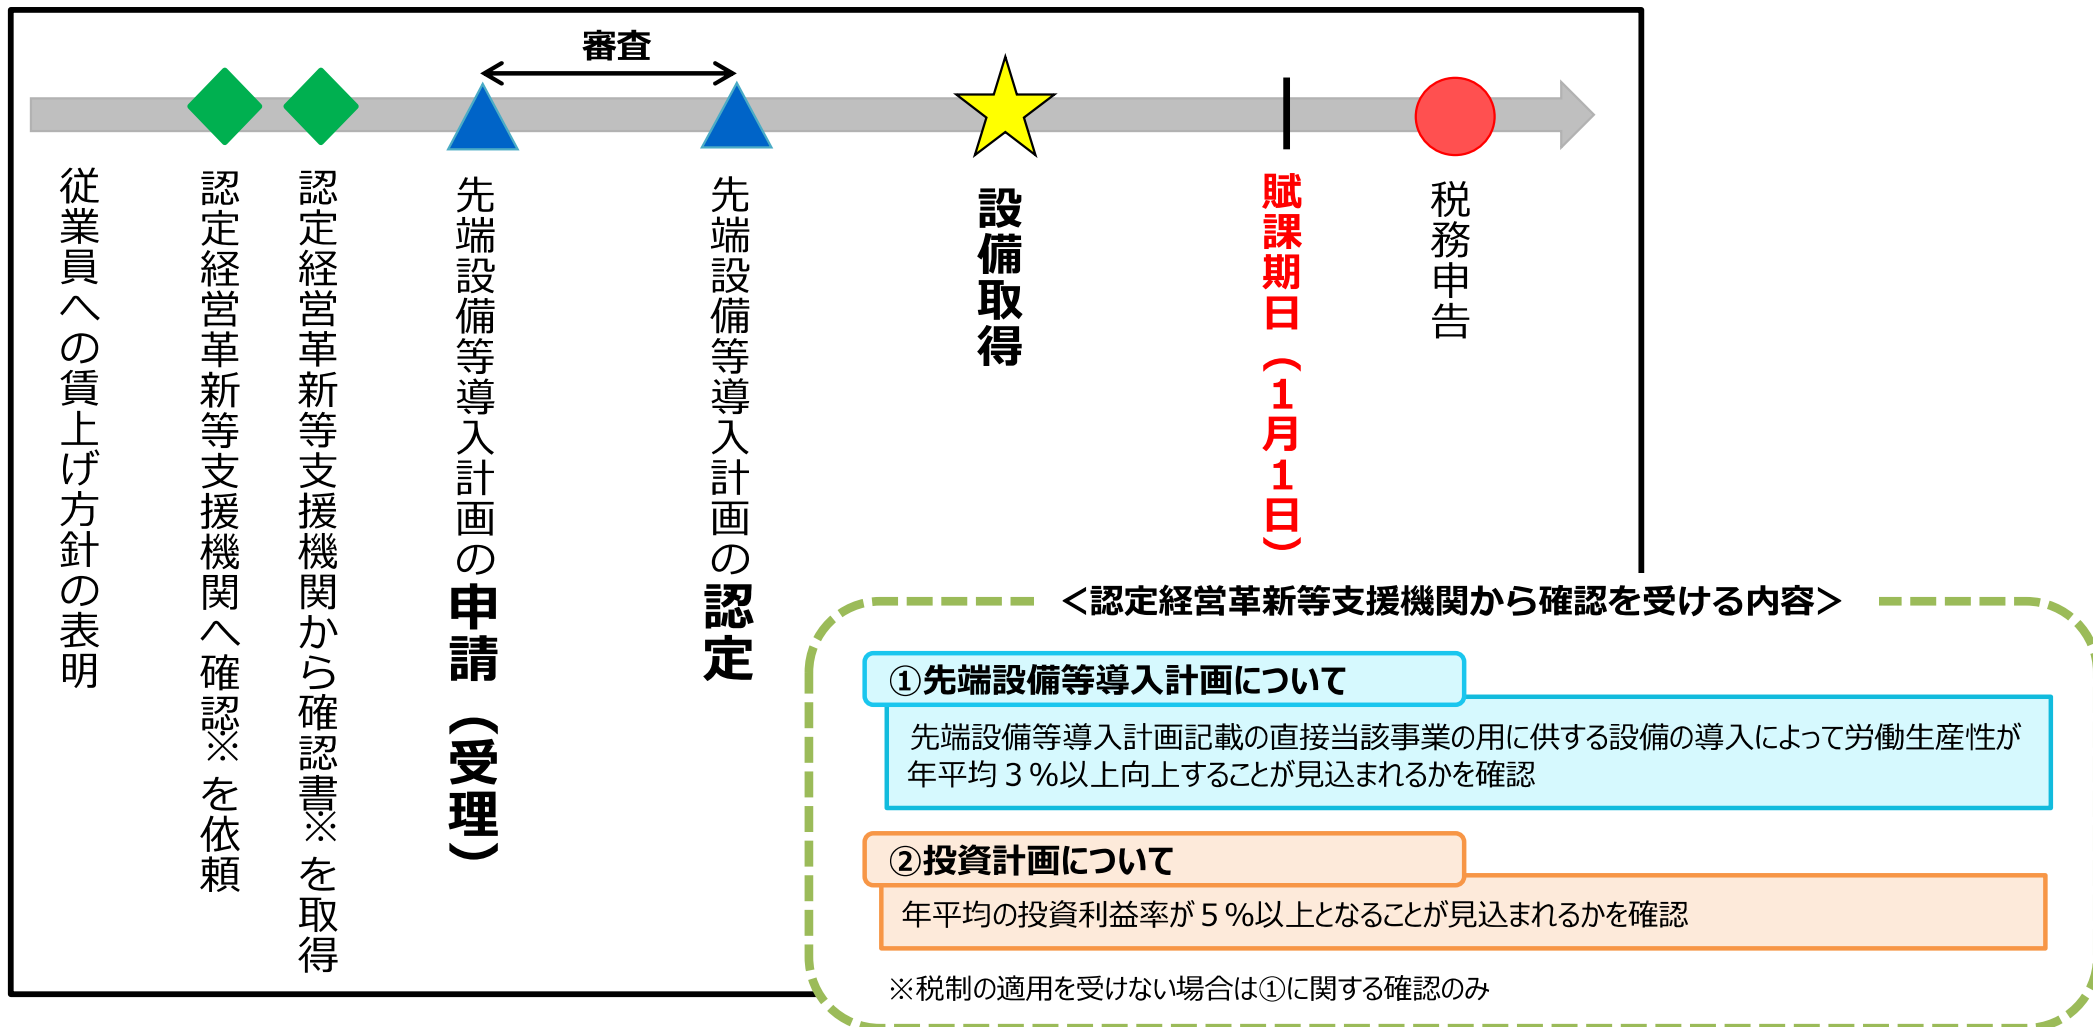 審査
従業員への賃上げ方針の表明
認定経営革新等支援機関へ確認※を依頼
認定経営革新等支援機関から確認書※を取得
先端設備等導入計画の申請（受理）
先端設備等導入計画の認定
設備取得
賦課期日（１月１日）
税務申告
＜認定経営革新等支援機関から確認を受ける内容＞
①先端設備等導入計画について
先端設備等導入計画記載の直接当該事業の用に供する設備の導入によって労働生産性が
年平均３％以上向上することが見込まれるかを確認
②投資計画について
年平均の投資利益率が５％以上となることが見込まれるかを確認
※税制の適用を受けない場合は①に関する確認のみ